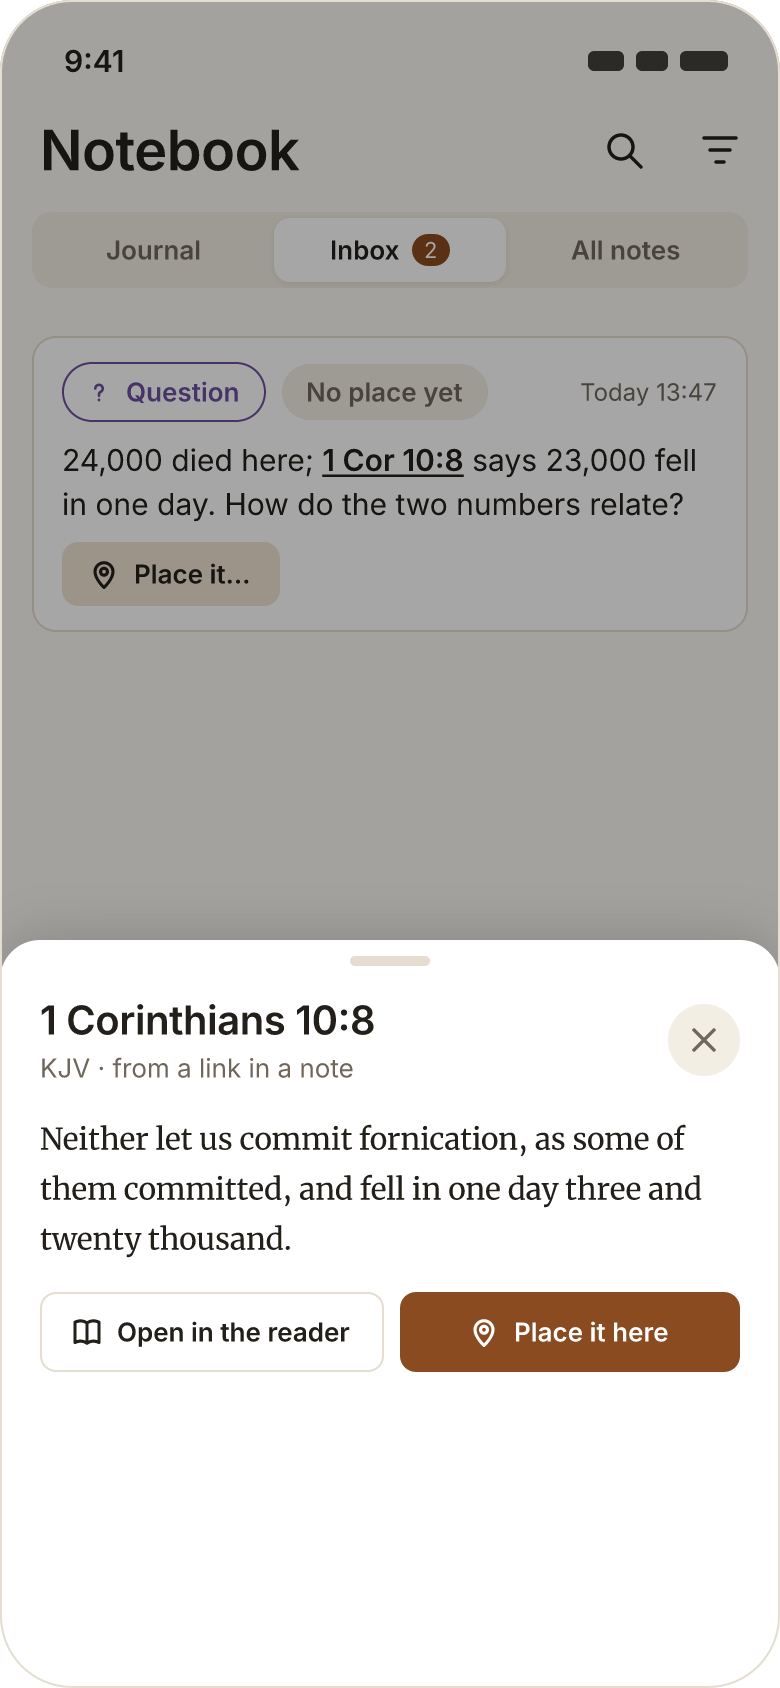 9:41
Notebook
Journal
Inbox 2
All notes
? Question
No place yet
Today 13:47
24,000 died here; 1 Cor 10:8 says 23,000 fell
in one day. How do the two numbers relate?
Place it...
1 Corinthians 10:8
KJV · from a link in a note
Neither let us commit fornication, as some of
them committed, and fell in one day three and
twenty thousand.
Open in the reader
Place it here